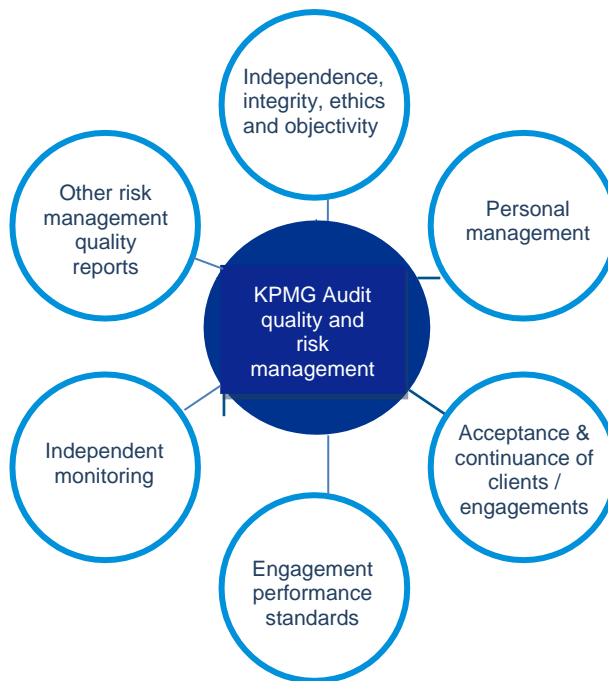 Independence,
integrity, ethics
and objectivity
Other risk
management
quality
reports
Personal
management
KPMG Audit
quality and
risk
management
Independent
monitoring
Acceptance &
continuance of
clients /
engagements
Engagement
performance
standards